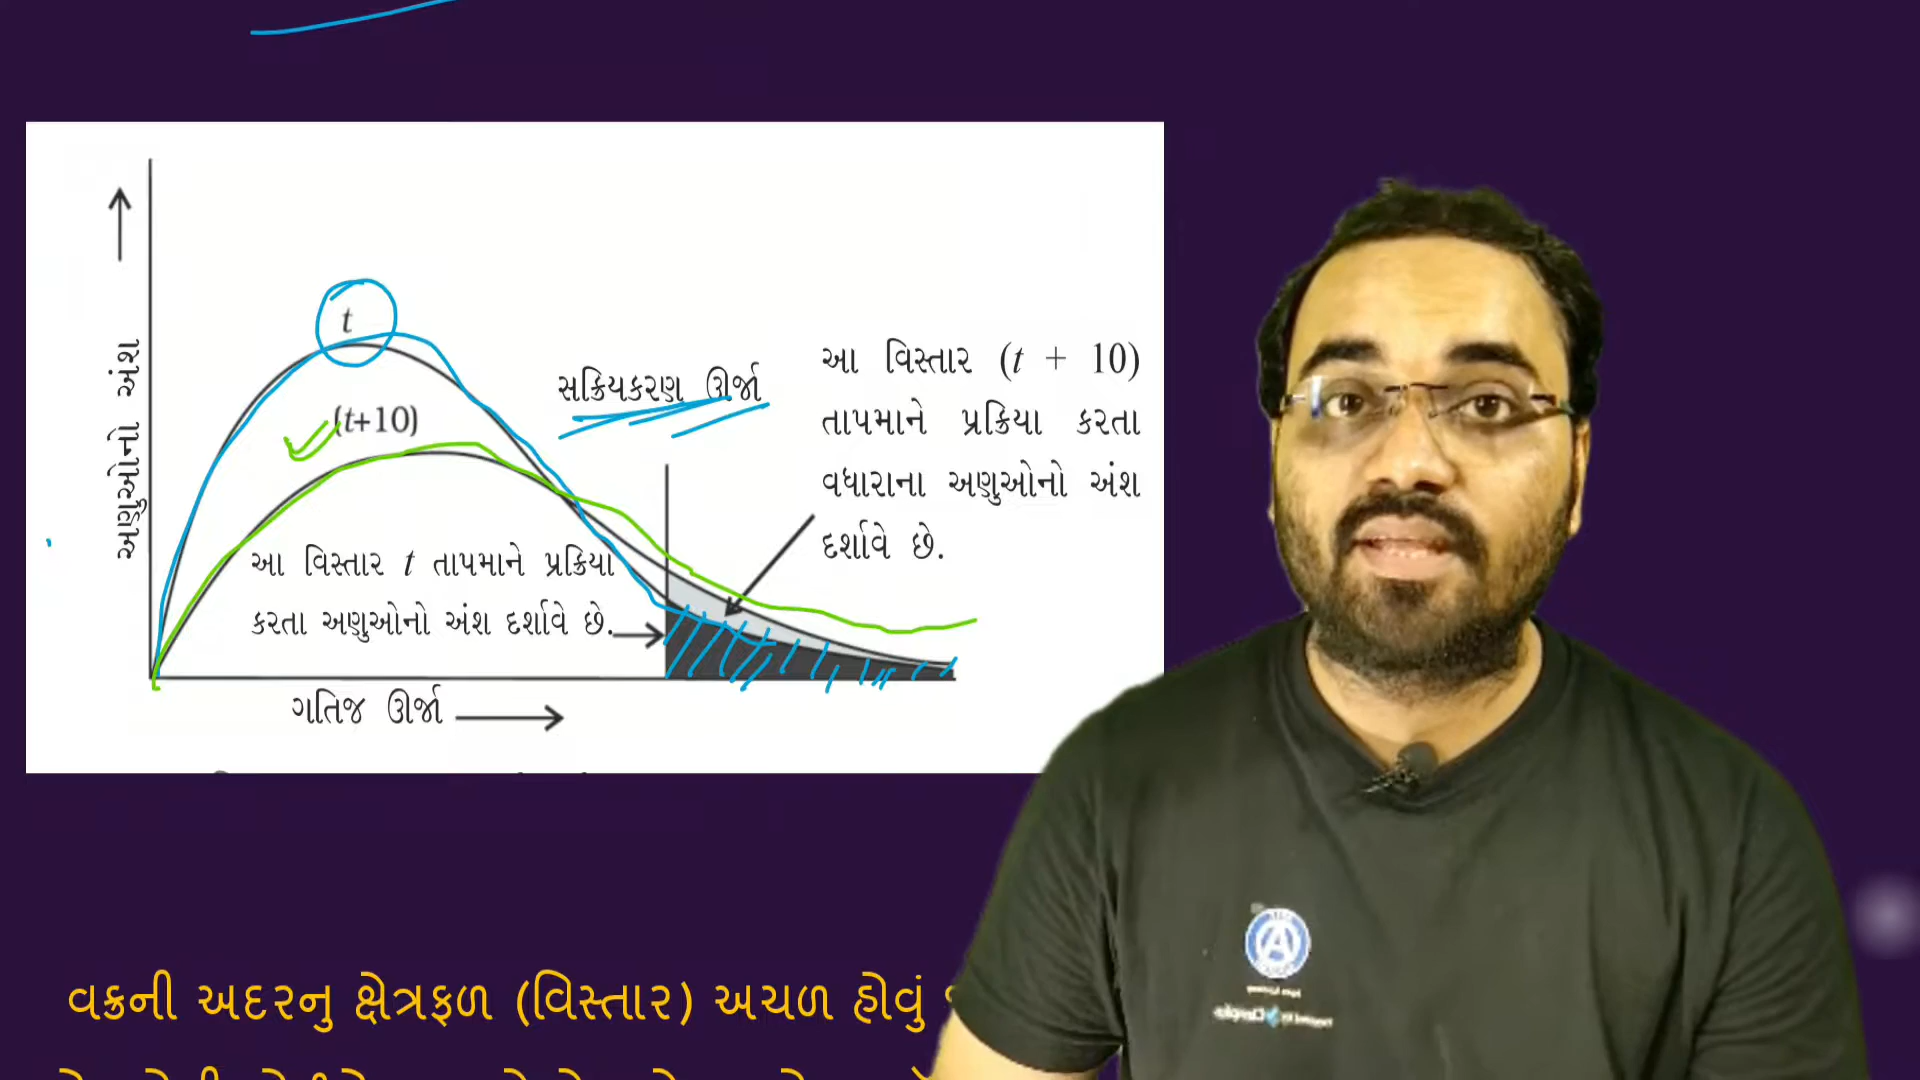 t
(t+10)
અણુઓનો અંશ
સક્રિયકરણ ઊર્જા
આ વિસ્તાર (t + 10)
તાપમાને પ્રક્રિયા કરતા
વધારાના અણુઓનો અંશ
દર્શાવે છે.
આ વિસ્તાર t તાપમાને પ્રક્રિયા
કરતા અણુઓનો અંશ દર્શાવે છે.
ગતિજ ઊર્જા
વક્રની અદરનુ ક્ષેત્રફળ (વિસ્તાર) અચળ હોવું
A